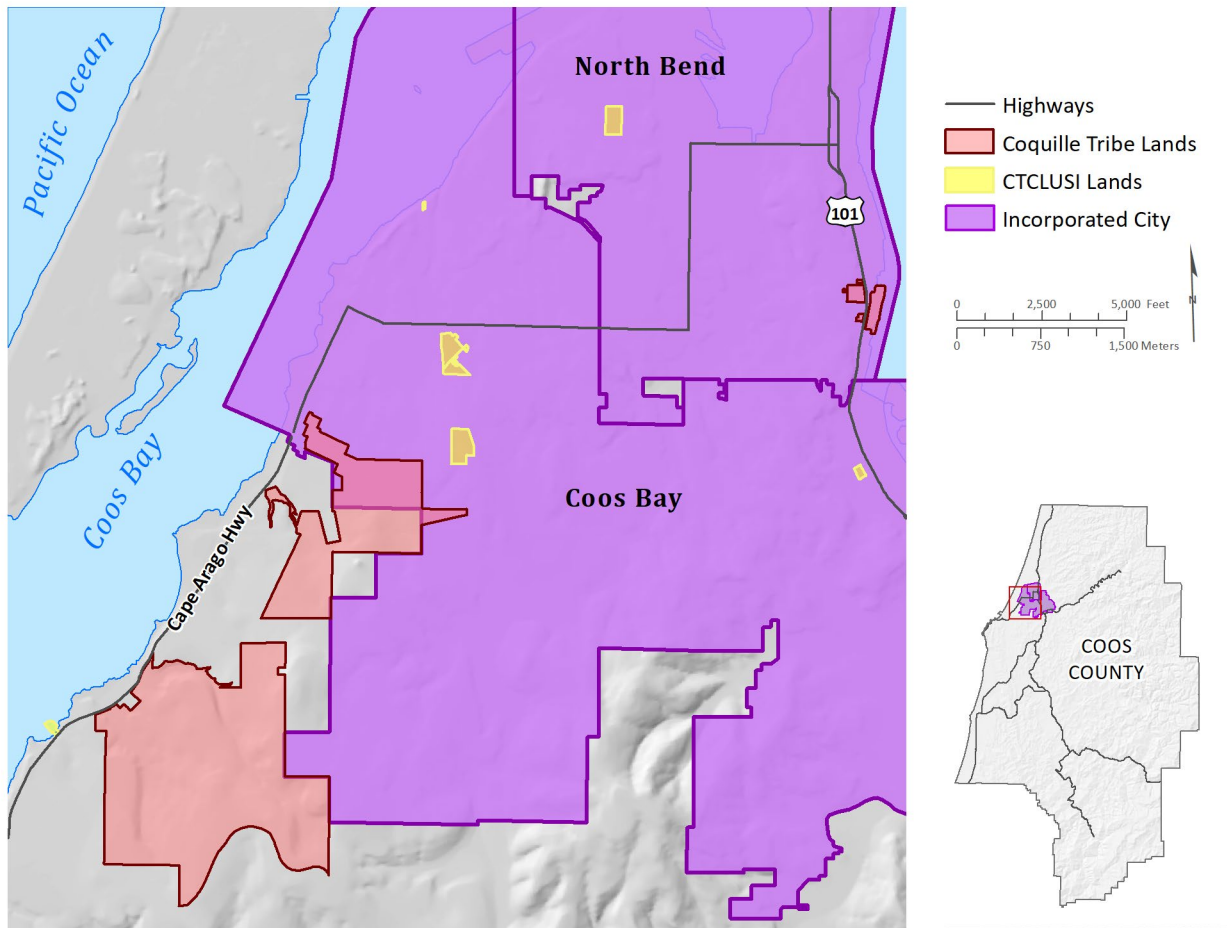 Pacific Ocean
North Bend
101
Coos Bay
Coos Bay
Cape Arago Hwy
Highways
Coquille Tribe Lands
CTCLUSI Lands
Incorporated City
0 2,500 5,000 Feet
0 750 1,500 Meters
N
COOS
COUNTY